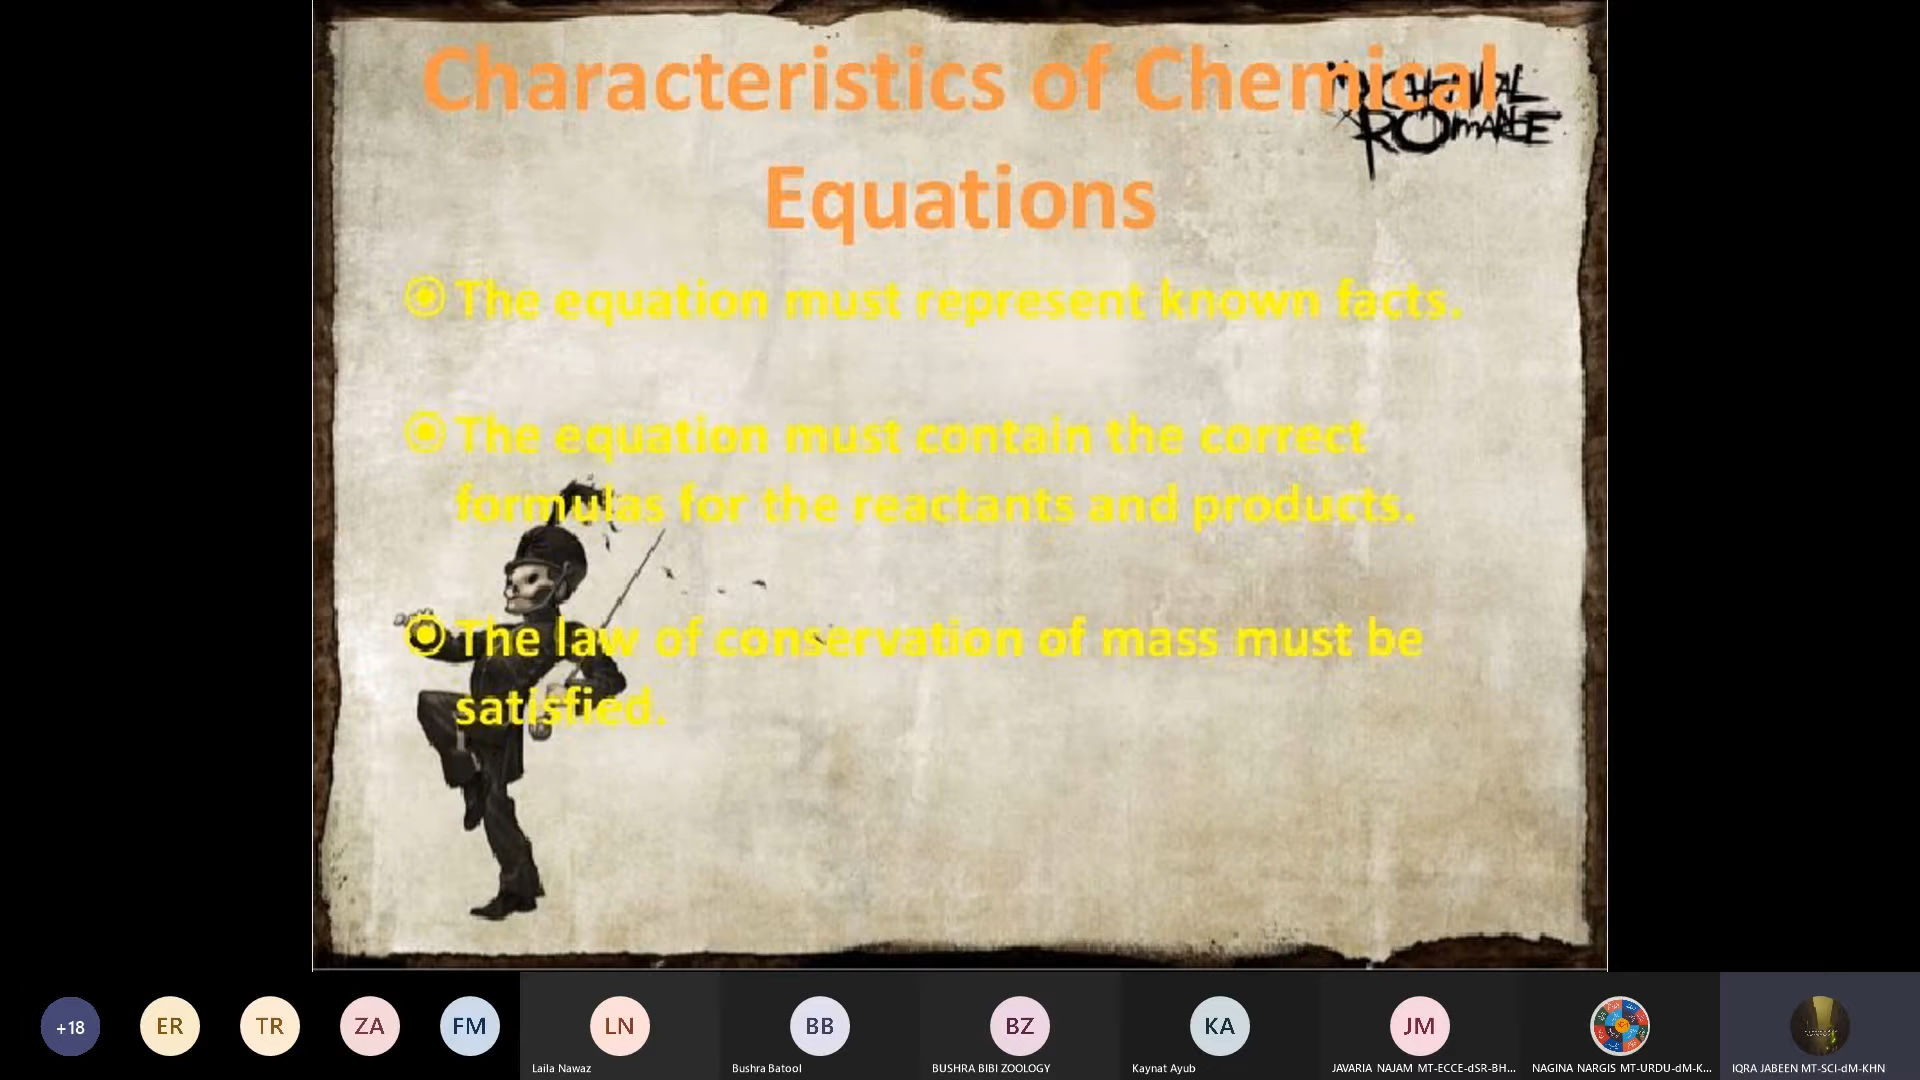 Characteristics of Chemical
MY CHEMICAL
ROMANCE
Equations
The equation must represent known facts.
The equation must contain the correct
formulas for the reactants and products.
The law of conservation of mass must be
satisfied.
+18
ER
TR
ZA
FM
LN
BB
BZ
KA
JM
Laila Nawaz
Bushra Batool
BUSHRA BIBI ZOOLOGY
Kaynat Ayub
JAVARIA NAJAM MT-ECCE-dSR-BH...
NAGINA NARGIS MT-URDU-dM-K...
IQRA JABEEN MT-SCI-dM-KHN